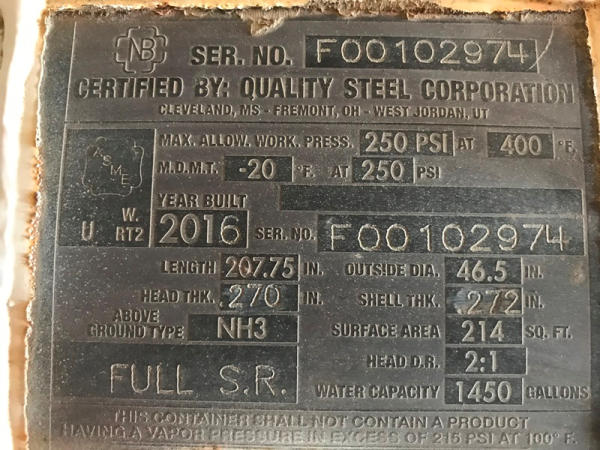 NB SER. NO. F00102974
CERTIFIED BY: QUALITY STEEL CORPORATION
CLEVELAND, MS - FREMONT, OH - WEST JORDAN, UT
ASME MAX. ALLOW. WORK. PRESS. 250 PSI AT 400 °F.
M.D.M.T. -20 °F. AT 250 PSI
YEAR BUILT
U W. RT2 2016 SER. NO. F00102974
LENGTH 207.75 IN. OUTSIDE DIA. 46.5 IN.
HEAD THK. .270 IN. SHELL THK. .272 IN.
ABOVE GROUND TYPE NH3 SURFACE AREA 214 SQ. FT.
HEAD D.R. 2:1
FULL S.R. WATER CAPACITY 1450 GALLONS
THIS CONTAINER SHALL NOT CONTAIN A PRODUCT
HAVING A VAPOR PRESSURE IN EXCESS OF 215 PSI AT 100° F.